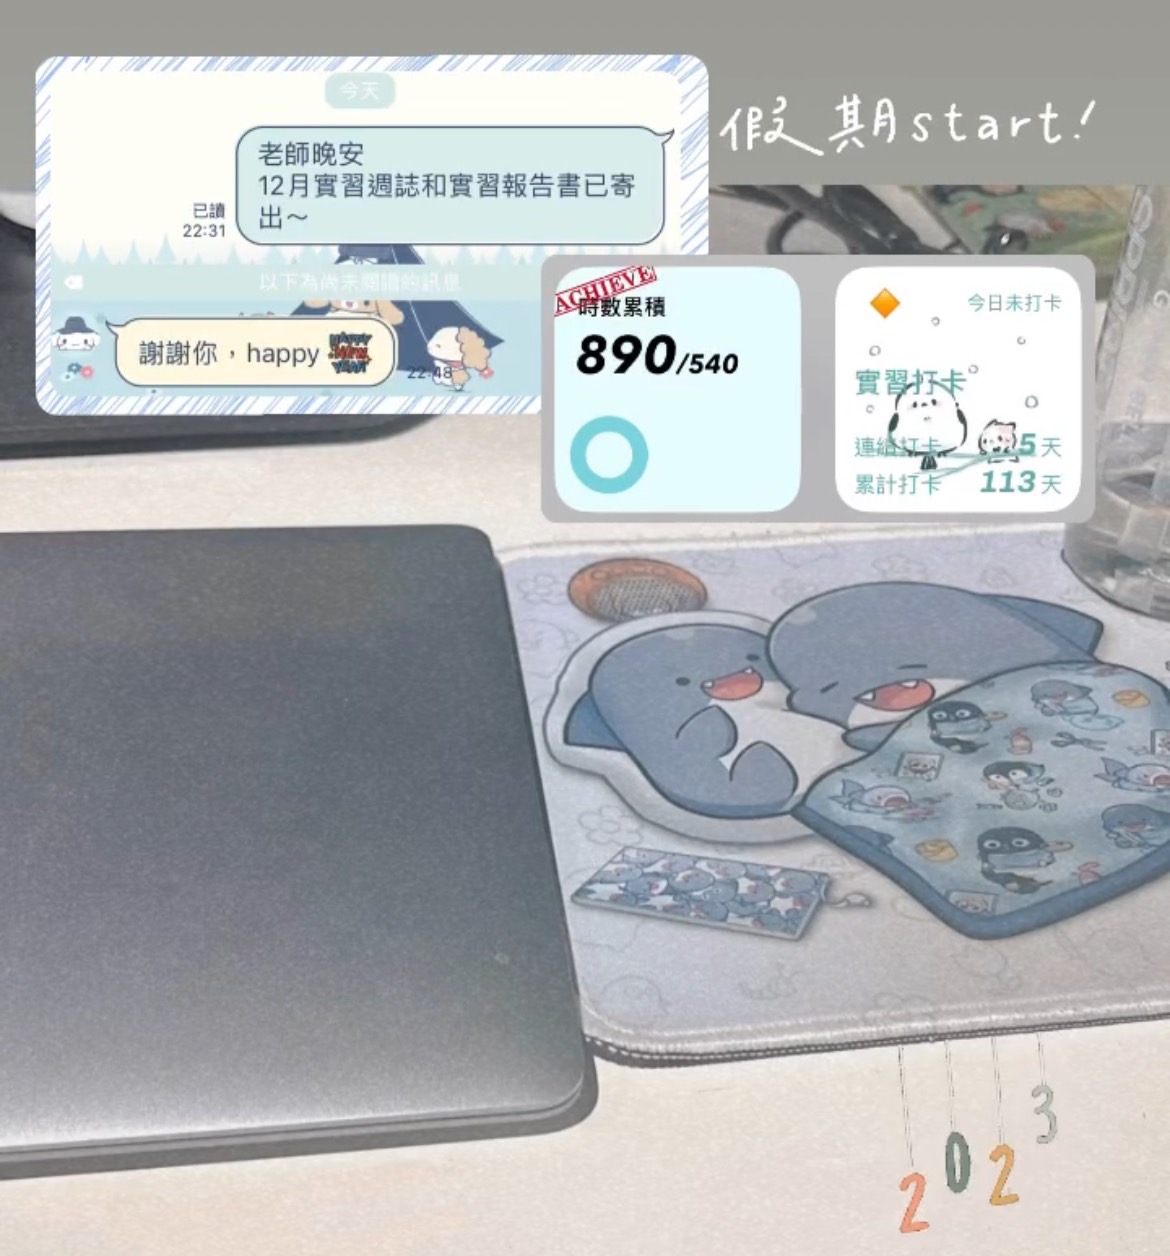 今天
假期start!
老師晚安
12月實習週誌和實習報告書已寄
出～
已讀
22:31
以下為尚未閱讀的訊息
謝謝你，happy
HAPPY
NEW
YEAR!
22:48
ACHIEVE
時數累積
890/540
今日未打卡
實習打卡
連續打卡 5天
累計打卡 113天
2023